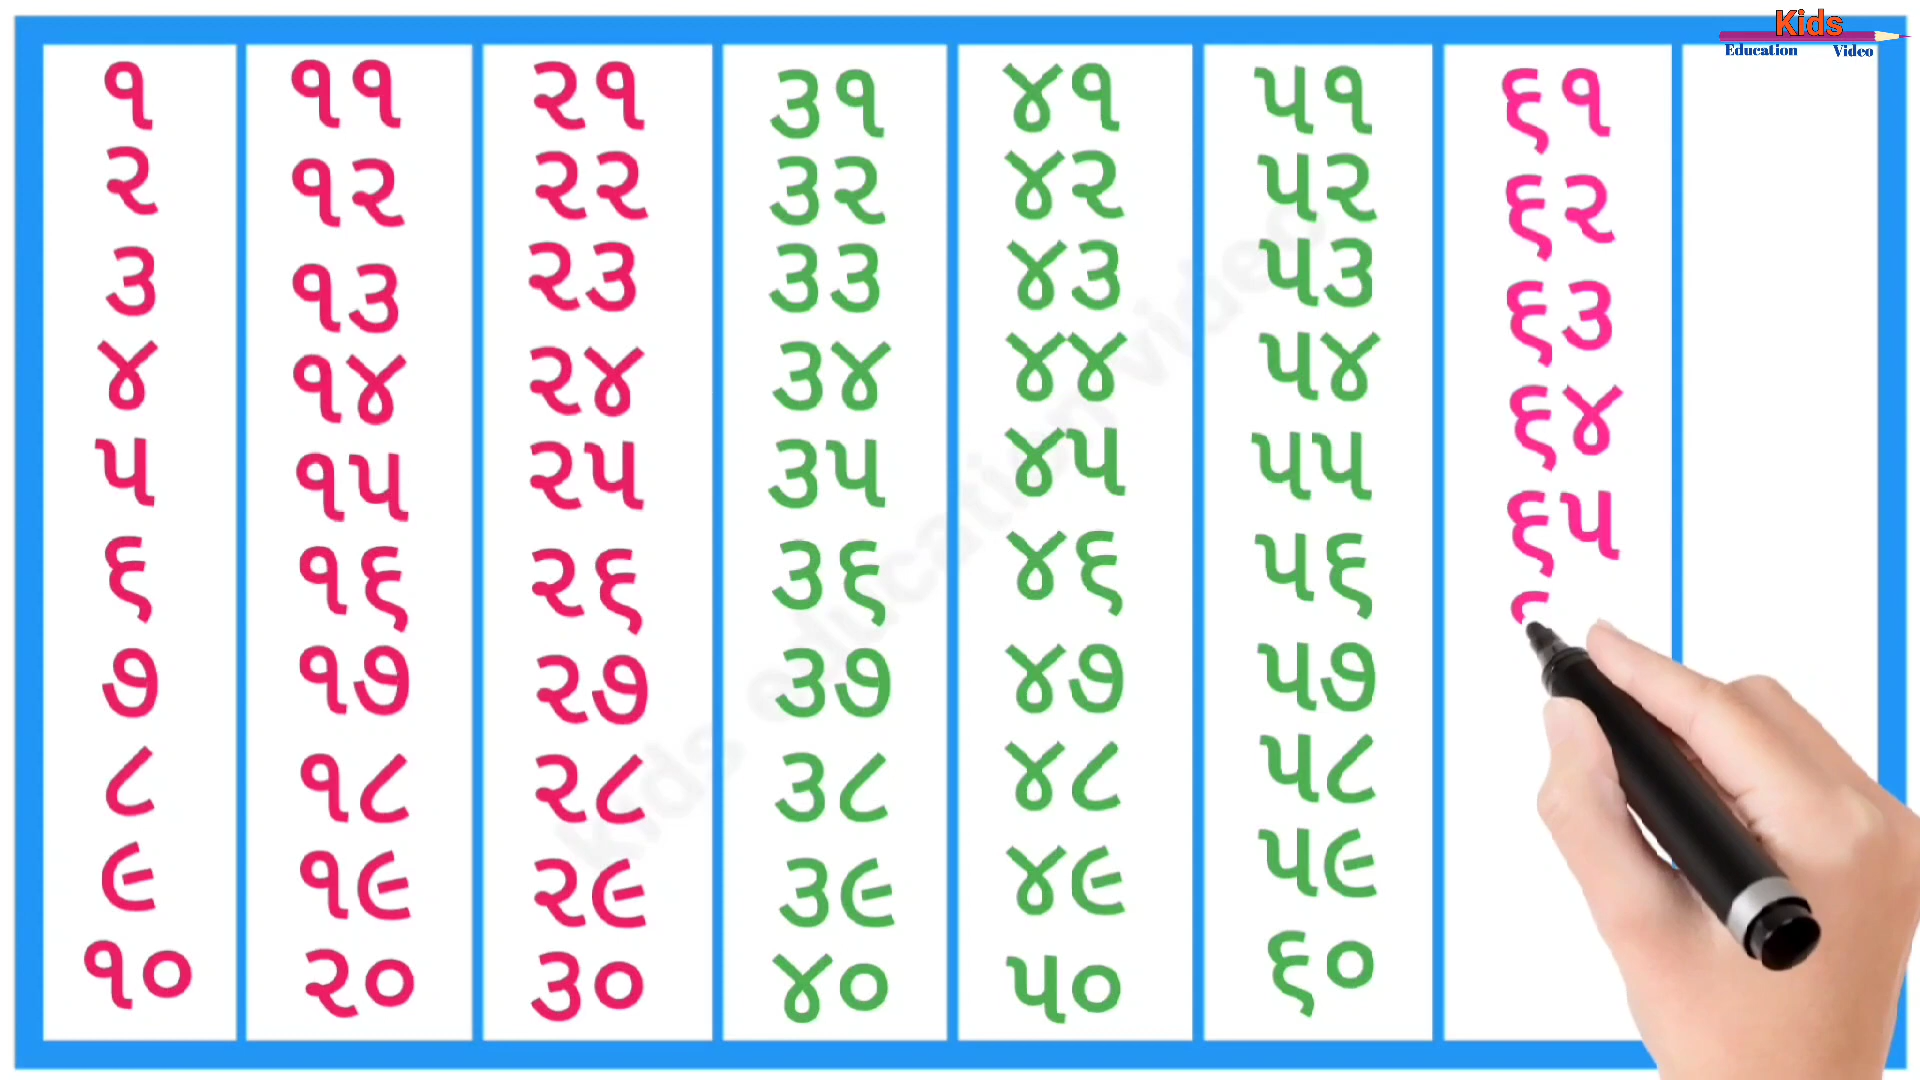 Kids
Education Video
૧ ૧૧ ૨૧ ૩૧ ૪૧ ૫૧ ૬૧
૨ ૧૨ ૨૨ ૩૨ ૪૨ ૫૨ ૬૨
૩ ૧૩ ૨૩ ૩૩ ૪૩ ૫૩ ૬૩
૪ ૧૪ ૨૪ ૩૪ ૪૪ ૫૪ ૬૪
૫ ૧૫ ૨૫ ૩૫ ૪૫ ૫૫ ૬૫
૬ ૧૬ ૨૬ ૩૬ ૪૬ ૫૬
૭ ૧૭ ૨૭ ૩૭ ૪૭ ૫૭
૮ ૧૮ ૨૮ ૩૮ ૪૮ ૫૮
૯ ૧૯ ૨૯ ૩૯ ૪૯ ૫૯
૧૦ ૨૦ ૩૦ ૪૦ ૫૦ ૬૦
kids education video